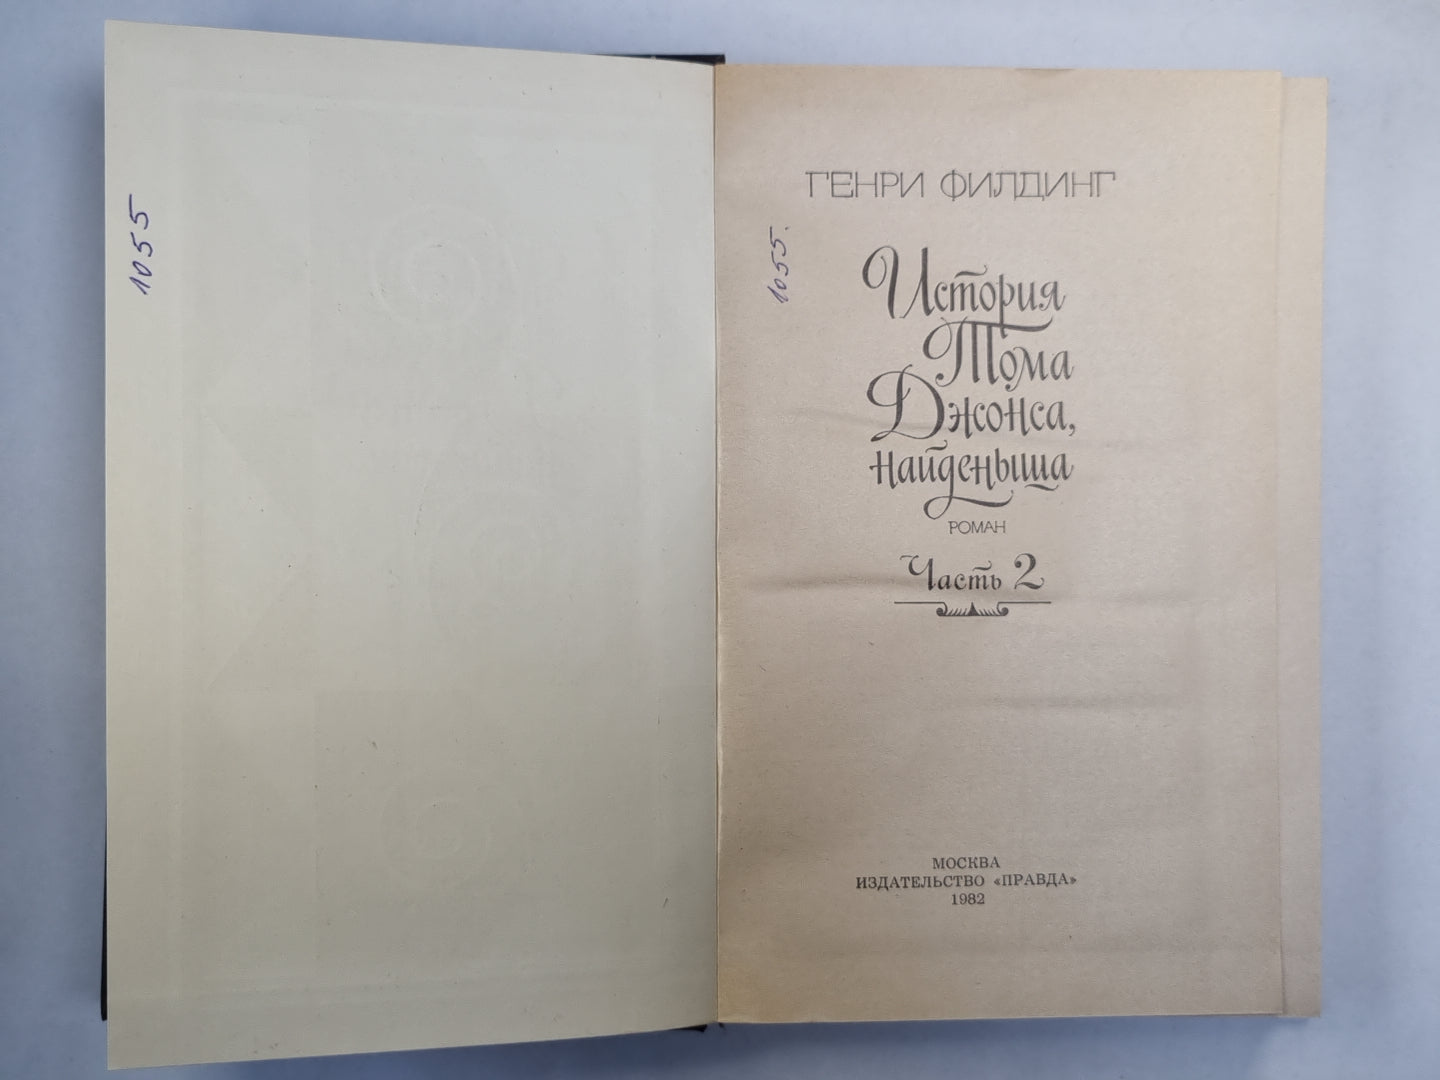 1055
ГЕНРИ ФИЛДИНГ
1055.
История
Тома
Джонса,
найденыша
РОМАН
Часть 2
МОСКВА
ИЗДАТЕЛЬСТВО «ПРАВДА»
1982